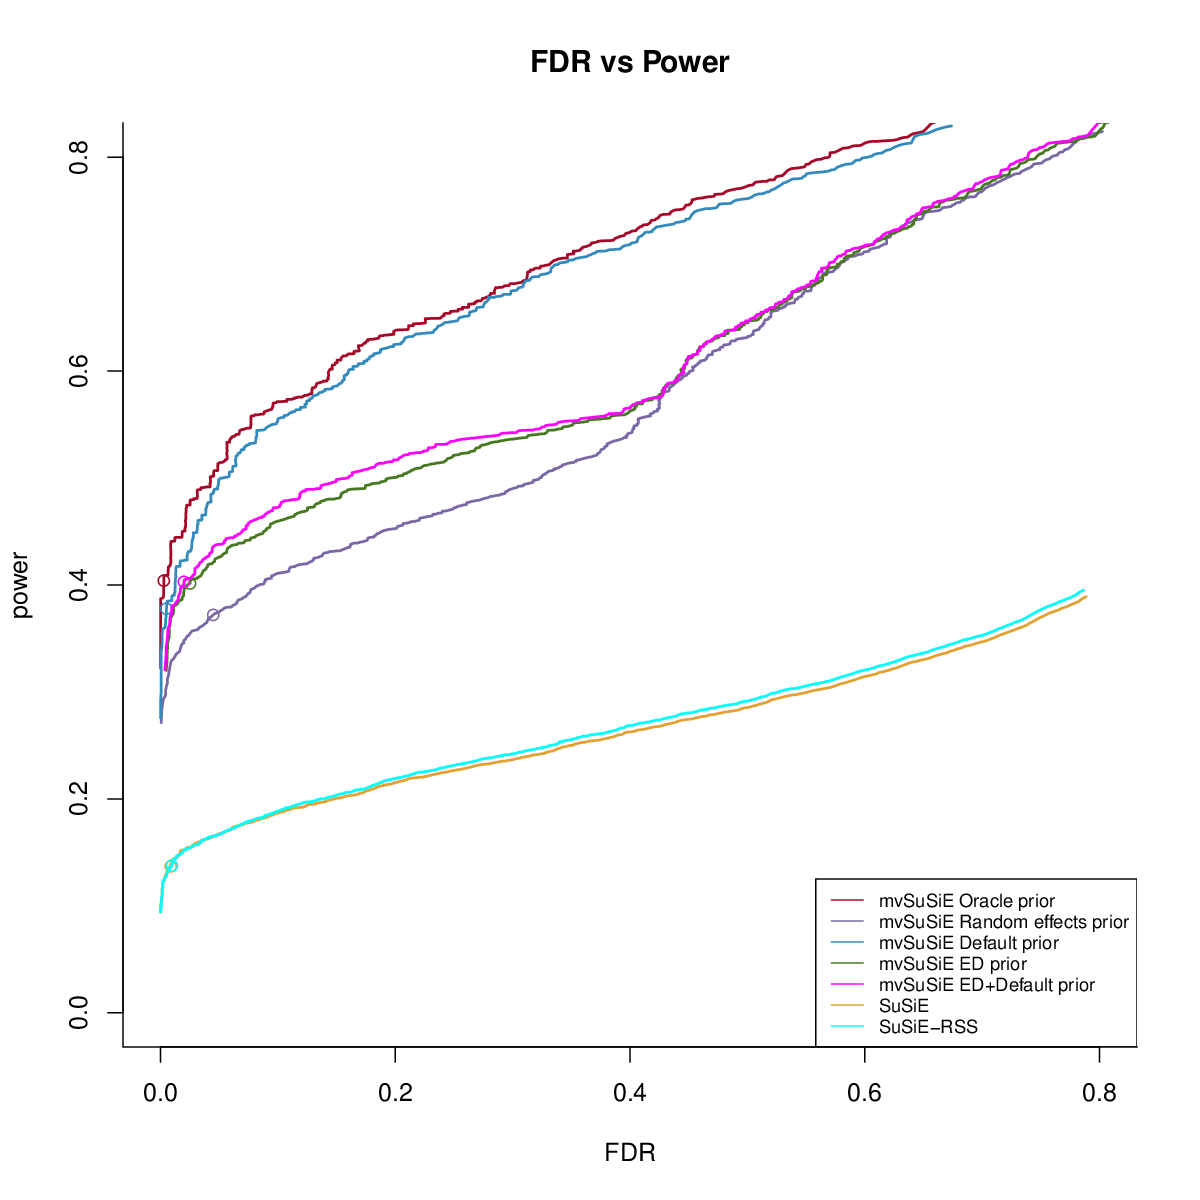 FDR vs Power
power
0.8
0.6
0.4
0.2
0.0
mvSuSiE Oracle prior
mvSuSiE Random effects prior
mvSuSiE Default prior
mvSuSiE ED prior
mvSuSiE ED+Default prior
SuSiE
SuSiE−RSS
0.0 0.2 0.4 0.6 0.8
FDR